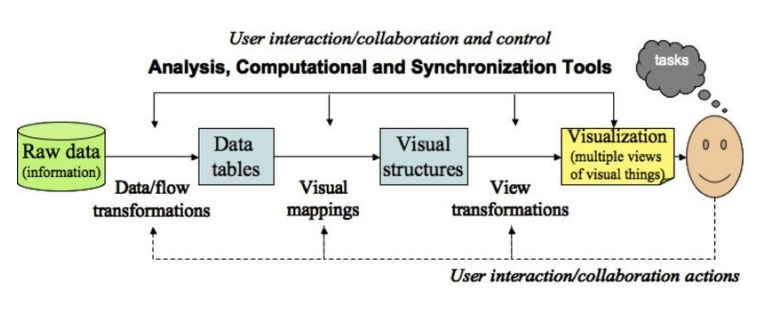 User interaction/collaboration and control
Analysis, Computational and Synchronization Tools
tasks
Raw data
(information)
Data
tables
Visual
structures
Visualization
(multiple views
of visual things)
Data/flow
transformations
Visual
mappings
View
transformations
User interaction/collaboration actions